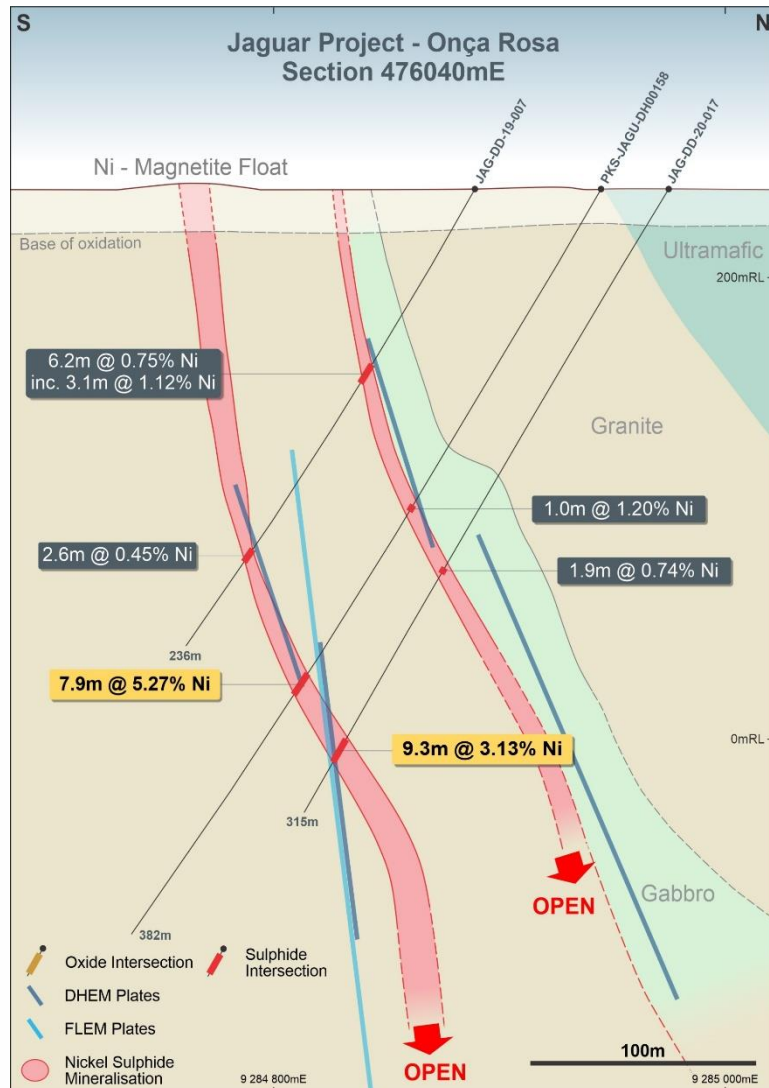 S
N
Jaguar Project - Onça Rosa
Section 476040mE
JAG-DD-19-007
PKS-JAGU-DH00158
JAG-DD-20-017
Ni - Magnetite Float
Base of oxidation
Ultramafic
200mRL
6.2m @ 0.75% Ni
inc. 3.1m @ 1.12% Ni
Granite
1.0m @ 1.20% Ni
2.6m @ 0.45% Ni
1.9m @ 0.74% Ni
236m
7.9m @ 5.27% Ni
9.3m @ 3.13% Ni
0mRL
315m
OPEN
Gabbro
382m
Oxide Intersection
Sulphide
Intersection
DHEM Plates
FLEM Plates
Nickel Sulphide
Mineralisation
OPEN
100m
9 284 800mE
9 285 000mE